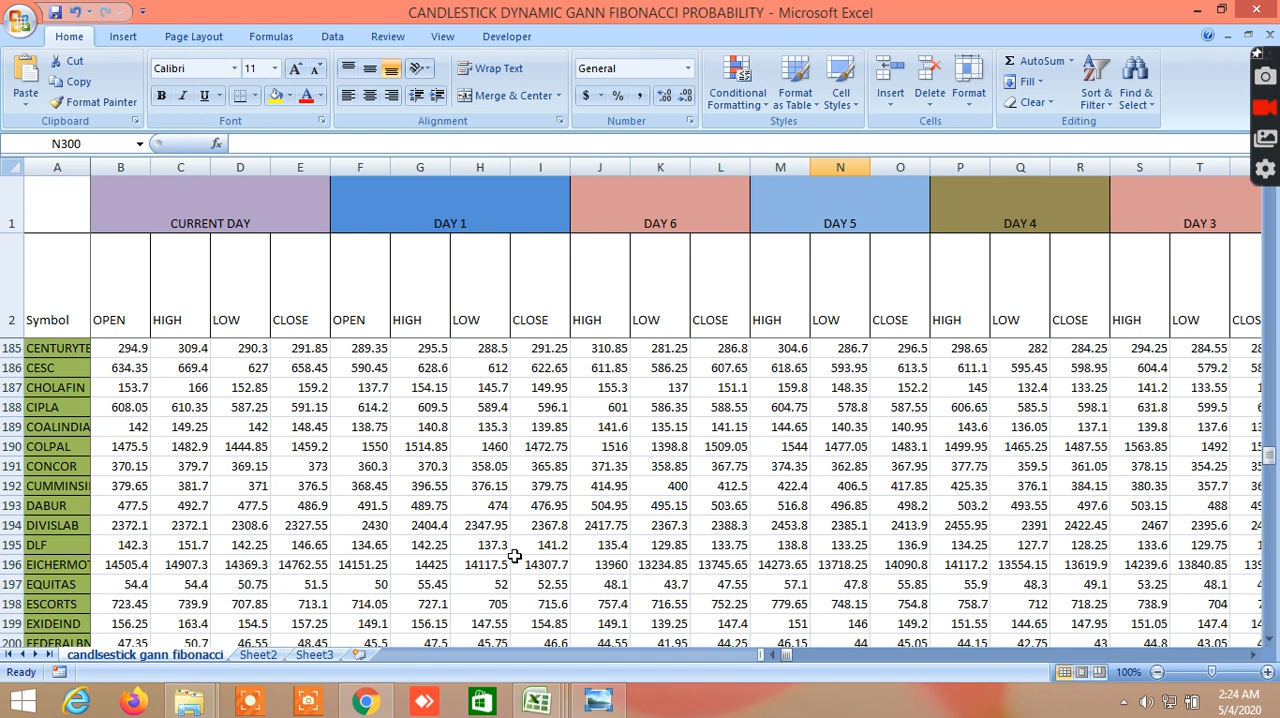 CANDLESTICK DYNAMIC GANN FIBONACCI PROBABILITY - Microsoft Excel
Home Insert Page Layout Formulas Data Review View Developer
Cut Calibri 11 Wrap Text General AutoSum
Copy Fill
Paste Format Painter Merge & Center $ % , Conditional Formatting Format as Table Cell Styles Insert Delete Format Clear Sort & Filter Find & Select
Clipboard Font Alignment Number Styles Cells Editing
N300 fx
A B C D E F G H I J K L M N O P Q R S T
1 CURRENT DAY DAY 1 DAY 6 DAY 5 DAY 4 DAY 3
2 Symbol OPEN HIGH LOW CLOSE OPEN HIGH LOW CLOSE HIGH LOW CLOSE HIGH LOW CLOSE HIGH LOW CLOSE HIGH LOW CLOS
185 CENTURYTE 294.9 309.4 290.3 291.85 289.35 295.5 288.5 291.25 310.85 281.25 286.8 304.6 286.7 296.5 298.65 282 284.25 294.25 284.55 28
186 CESC 634.35 669.4 627 658.45 590.45 628.6 612 622.65 611.85 586.25 607.65 618.65 593.95 613.5 611.1 595.45 598.95 604.4 579.2 58
187 CHOLAFIN 153.7 166 152.85 159.2 137.7 154.15 145.7 149.95 155.3 137 151.1 159.8 148.35 152.2 145 132.4 133.25 141.2 133.55 1
188 CIPLA 608.05 610.35 587.25 591.15 614.2 609.5 589.4 596.1 601 586.35 588.55 604.75 578.8 587.55 606.65 585.5 598.1 631.8 599.5 6
189 COALINDIA 142 149.25 142 148.45 138.75 140.8 135.3 139.85 141.6 135.15 141.15 144.65 140.35 140.95 143.6 136.05 137.1 139.8 137.6 13
190 COLPAL 1475.5 1482.9 1444.85 1459.2 1550 1514.85 1460 1472.75 1516 1398.8 1509.05 1544 1477.05 1483.1 1499.95 1465.25 1487.55 1563.85 1492 1
191 CONCOR 370.15 379.7 369.15 373 360.3 370.3 358.05 365.85 371.35 358.85 367.75 374.35 362.85 367.95 377.75 359.5 361.05 378.15 354.25 35
192 CUMMINSI 379.65 381.7 371 376.5 368.45 396.55 376.15 379.75 414.95 400 412.5 422.4 406.5 417.85 425.35 376.1 384.15 380.35 357.7 36
193 DABUR 477.5 492.7 477.5 486.9 491.5 489.75 474 476.95 504.95 495.15 503.65 516.8 495.35 498.65 503.2 493.55 497.6 503.15 488 49
194 DIVISLAB 2372.1 2372.1 2308.6 2327.55 2430 2404.4 2347.95 2367.8 2417.75 2367.3 2388.3 2453.8 2385.1 2413.9 2455.95 2391 2422.45 2467 2395.6 24
195 DLF 142.3 151.7 142.25 146.65 134.65 142.25 137.3 141.2 135.4 129.85 133.75 138.8 133.25 136.9 134.25 127.7 128.25 133.6 129.75 13
196 EICHERMOT 14505.4 14907.3 14369.3 14762.55 14151.25 14425 14117.5 14307.7 13960 13234.85 13745.65 14273.65 13718.25 14090.8 14117.2 13554.15 13619.9 14239.6 13840.85 139
197 EQUITAS 54.4 54.4 50.75 51.5 50 55.45 52 52.55 48.1 43.7 47.55 57.1 47.8 55.85 55.9 48.3 49.1 53.25 48.1
198 ESCORTS 723.45 739.9 707.85 713.1 714.05 727.1 705 715.6 757.4 716.55 752.25 779.65 748.15 754.8 758.7 712 718.25 738.9 704 7
199 EXIDEIND 156.25 163.4 154.5 157.25 149.1 156.15 147.55 154.85 149.1 139.25 147.4 151 146 149.2 151.55 144.65 147.95 151.05 147.4 14
200 FEDERALBN 47.35 50.7 46.55 48.45 45.5 47.5 45.75 46.6 44.55 41.95 44.25 46.15 44 45.05 44.15 42.75 43 44.8 43.05
candlsestick gann fibonacci Sheet2 Sheet3
Ready 100%
2:24 AM
5/4/2020